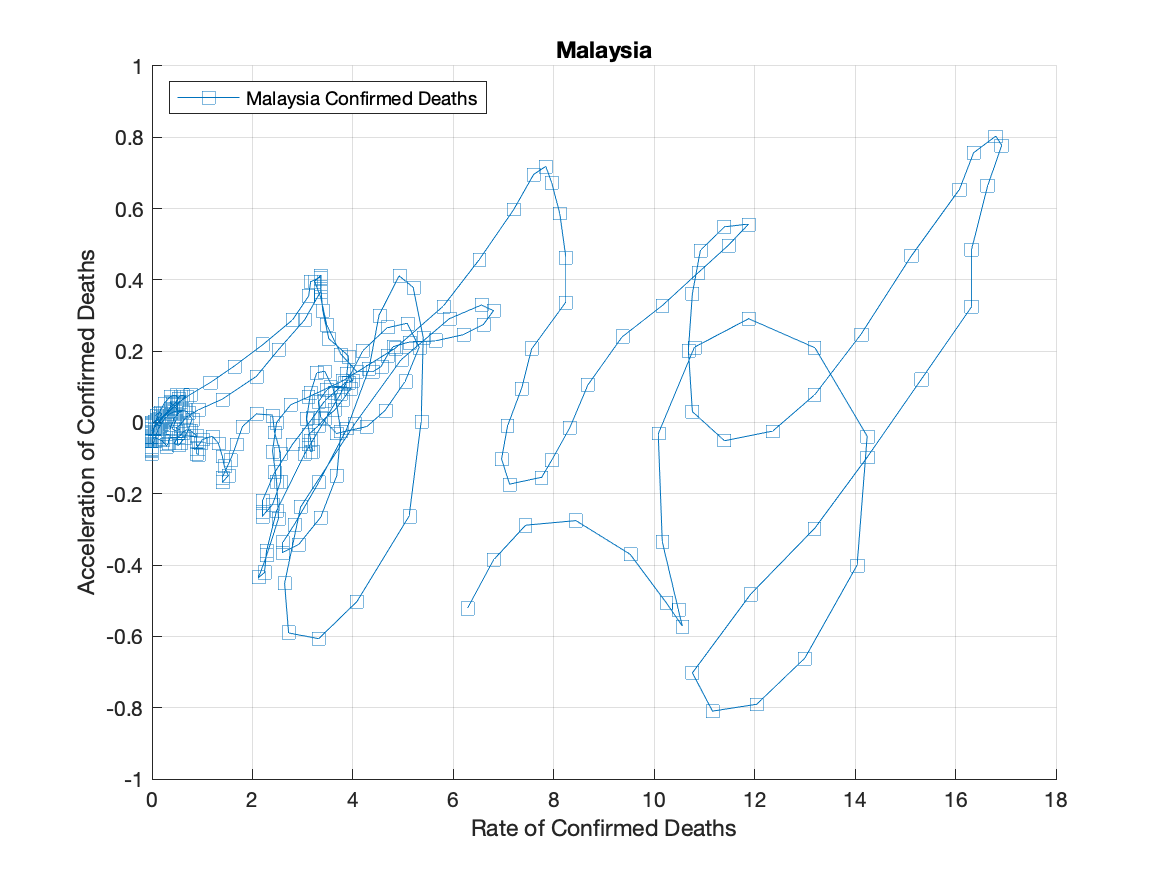 Malaysia
Malaysia Confirmed Deaths
1
0.8
0.6
0.4
0.2
0
-0.2
-0.4
-0.6
-0.8
-1
Acceleration of Confirmed Deaths
0 2 4 6 8 10 12 14 16 18
Rate of Confirmed Deaths